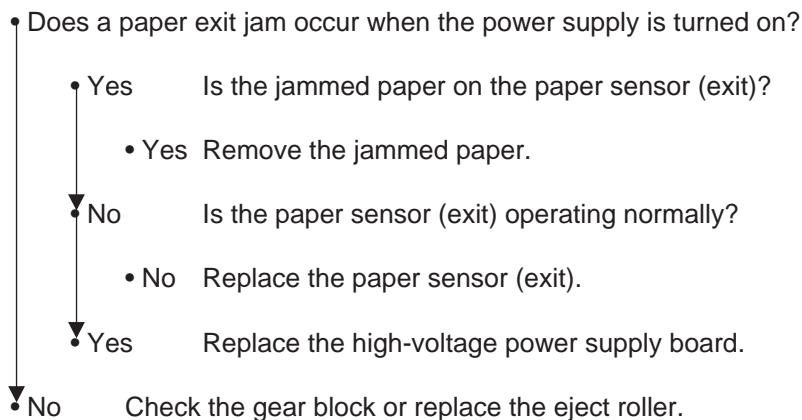 • Does a paper exit jam occur when the power supply is turned on?
• Yes Is the jammed paper on the paper sensor (exit)?
• Yes Remove the jammed paper.
• No Is the paper sensor (exit) operating normally?
• No Replace the paper sensor (exit).
• Yes Replace the high-voltage power supply board.
• No Check the gear block or replace the eject roller.